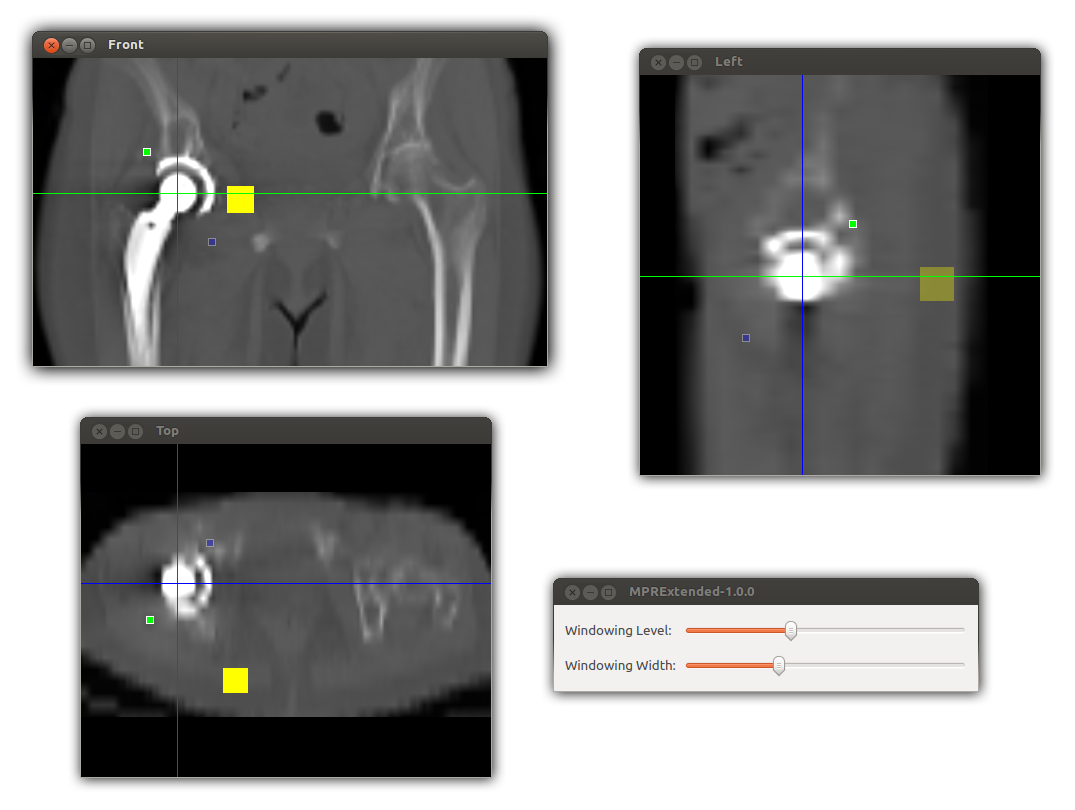 Front
Left
Top
MPRExtended-1.0.0
Windowing Level:
Windowing Width: